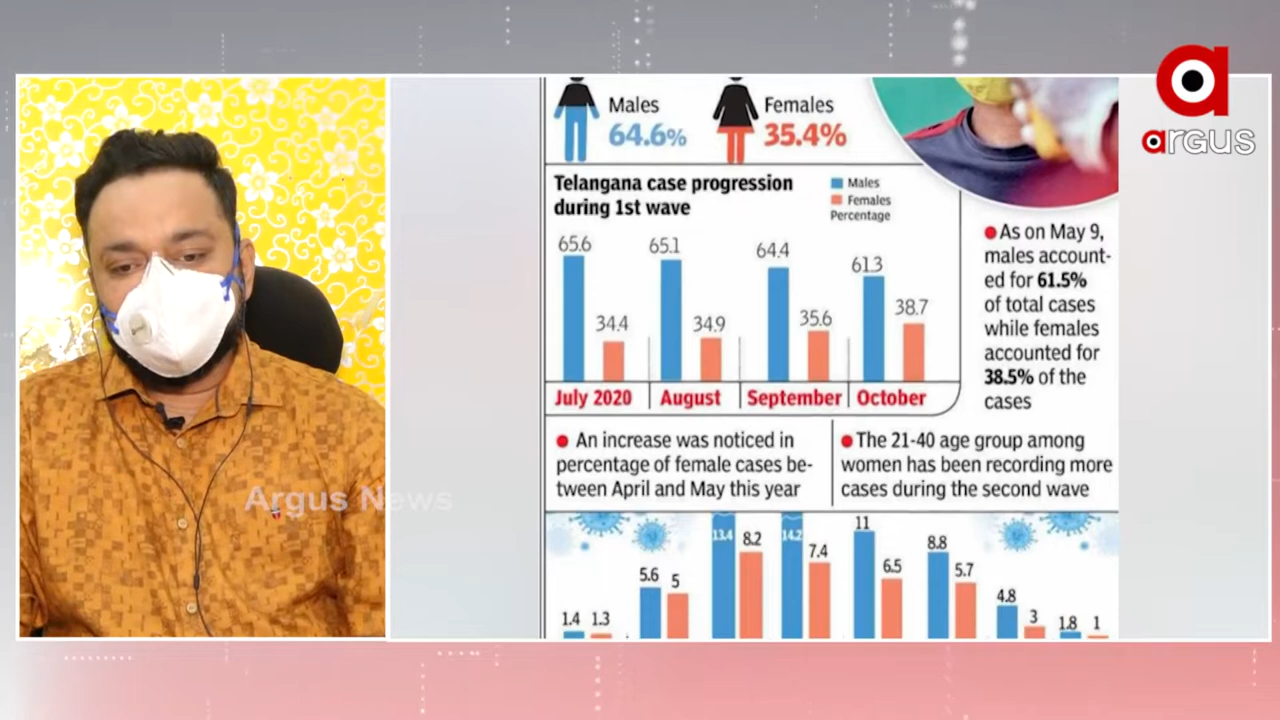 argus
Males
64.6%
Females
35.4%
Telangana case progression
during 1st wave
Males
Females
Percentage
65.6
34.4
65.1
34.9
64.4
35.6
61.3
38.7
July 2020
August
September
October
●As on May 9,
males account-
ed for 61.5%
of total cases
while females
accounted for
38.5% of the
cases
● An increase was noticed in
percentage of female cases be-
tween April and May this year
●The 21-40 age group among
women has been recording more
cases during the second wave
Argus News
1.4
1.3
5.6
5
13.4
8.2
14.2
7.4
11
6.5
8.8
5.7
4.8
3
1.8
1